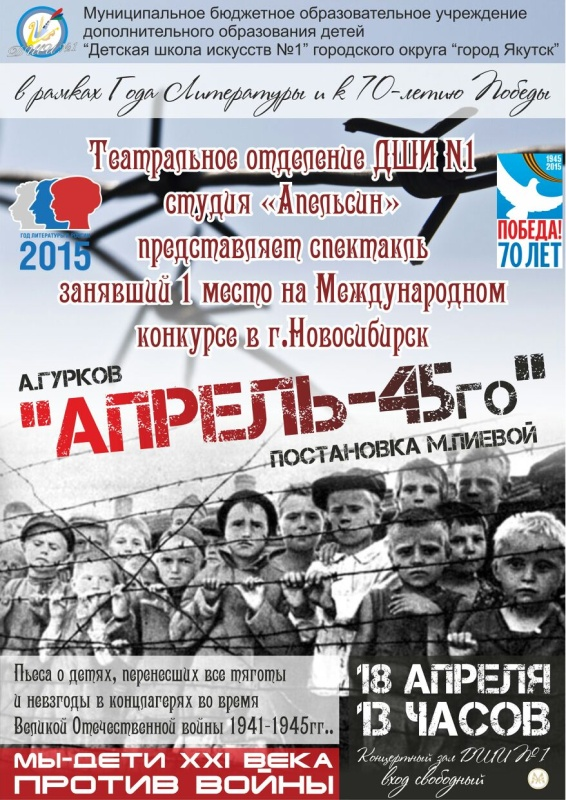 Муниципальное бюджетное образовательное учреждение
дополнительного образования детей
"Детская школа искусств №1" городского округа "город Якутск"
в рамках Года Литературы и к 70-летию Победы
Театральное отделение ДШИ N1
студия «Апельсин»
представляет спектакль
занявший 1 место на Международном
конкурсе в г.Новосибирск
2015
1945
2015
ПОБЕДА!
70 ЛЕТ
А.ГУРКОВ
"АПРЕЛЬ-45го"
ПОСТАНОВКА М.ПИЕВОЙ
Пьеса о детях, перенесших все тяготы
и невзгоды в концлагерях во время
Великой Отечественной войны 1941-1945гг..
МЫ-ДЕТИ XXI ВЕКА
ПРОТИВ ВОЙНЫ
18 АПРЕЛЯ
13 ЧАСОВ
Концертный зал ДШИ №1
вход свободный